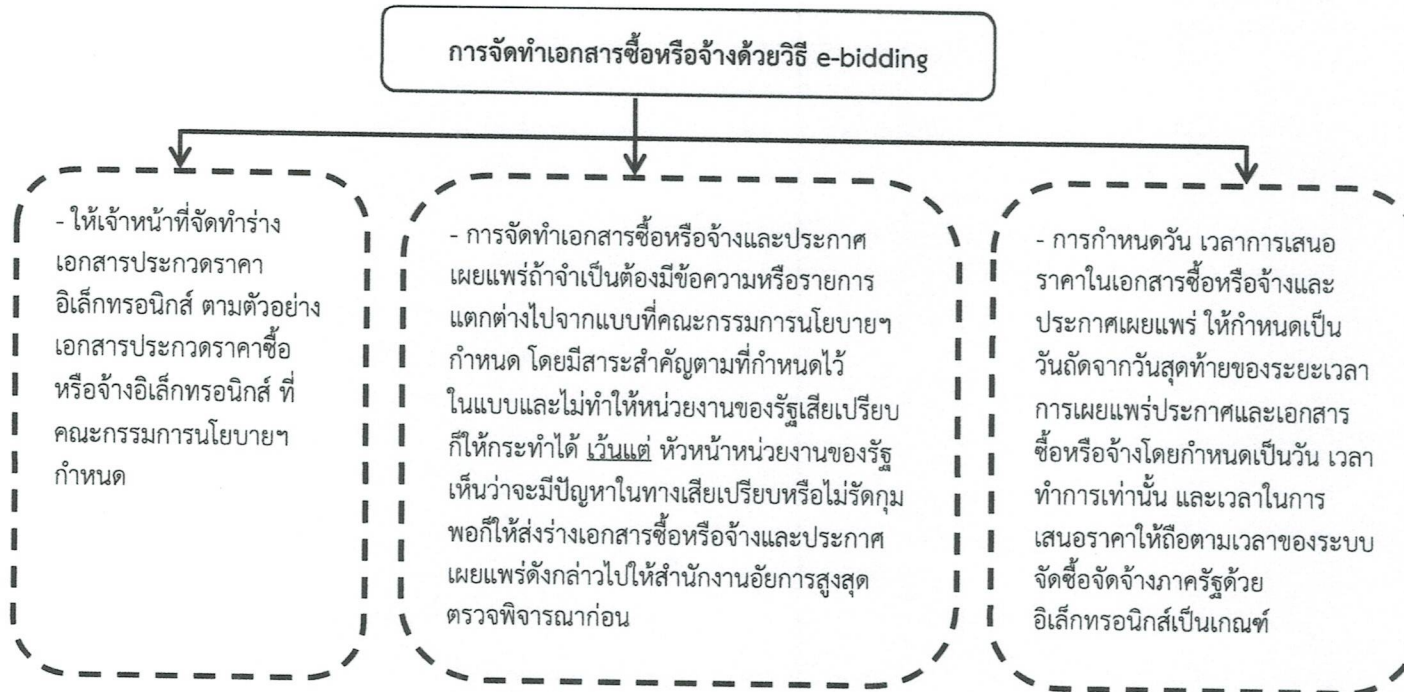 การจัดทำเอกสารซื้อหรือจ้างด้วยวิธี e-bidding
- ให้เจ้าหน้าที่จัดทำร่าง
เอกสารประกวดราคา
อิเล็กทรอนิกส์ ตามตัวอย่าง
เอกสารประกวดราคาซื้อ
หรือจ้างอิเล็กทรอนิกส์ ที่
คณะกรรมการนโยบายฯ
กำหนด
- การจัดทำเอกสารซื้อหรือจ้างและประกาศ
เผยแพร่ถ้าจำเป็นต้องมีข้อความหรือรายการ
แตกต่างไปจากแบบที่คณะกรรมการนโยบายฯ
กำหนด โดยมีสาระสำคัญตามที่กำหนดไว้
ในแบบและไม่ทำให้หน่วยงานของรัฐเสียเปรียบ
ก็ให้กระทำได้ เว้นแต่ หัวหน้าหน่วยงานของรัฐ
เห็นว่าจะมีปัญหาในทางเสียเปรียบหรือไม่รัดกุม
พอก็ให้ส่งร่างเอกสารซื้อหรือจ้างและประกาศ
เผยแพร่ดังกล่าวไปให้สำนักงานอัยการสูงสุด
ตรวจพิจารณาก่อน
- การกำหนดวัน เวลาการเสนอ
ราคาในเอกสารซื้อหรือจ้างและ
ประกาศเผยแพร่ ให้กำหนดเป็น
วันถัดจากวันสุดท้ายของระยะเวลา
การเผยแพร่ประกาศและเอกสาร
ซื้อหรือจ้างโดยกำหนดเป็นวัน เวลา
ทำการเท่านั้น และเวลาในการ
เสนอราคาให้ถือตามเวลาของระบบ
จัดซื้อจัดจ้างภาครัฐด้วย
อิเล็กทรอนิกส์เป็นเกณฑ์